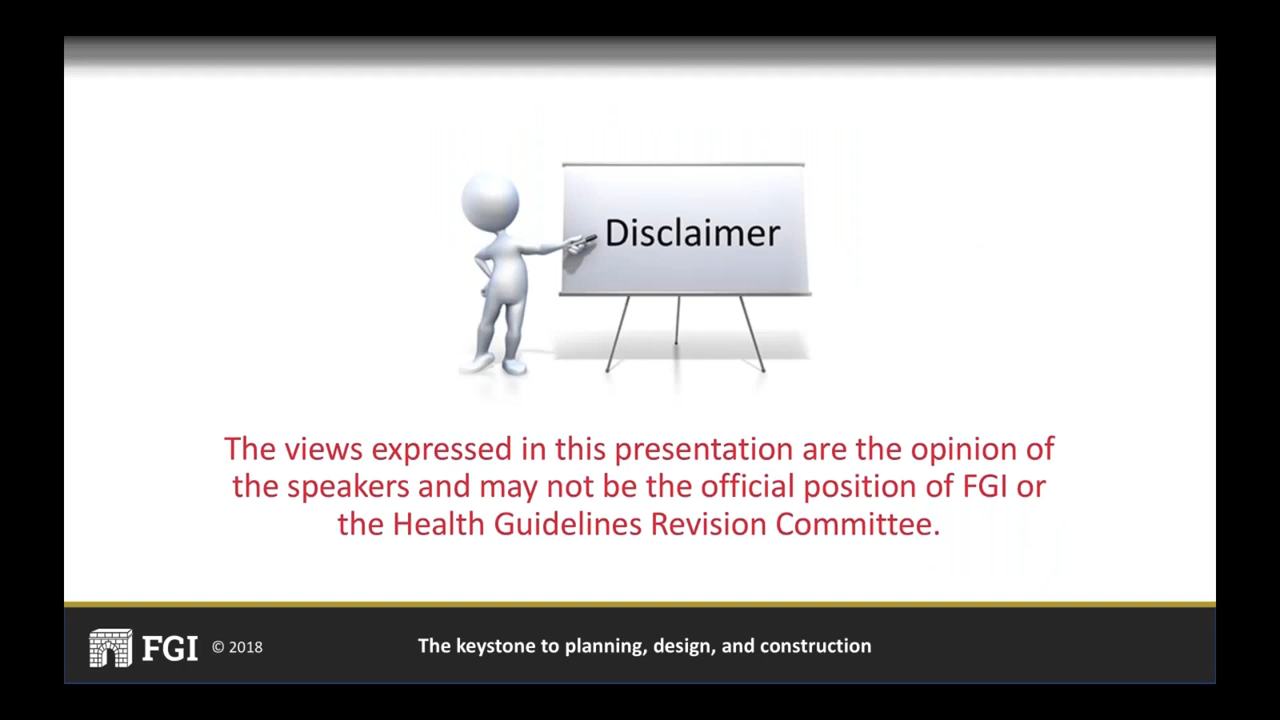 Disclaimer
The views expressed in this presentation are the opinion of
the speakers and may not be the official position of FGI or
the Health Guidelines Revision Committee.
FGI © 2018
The keystone to planning, design, and construction